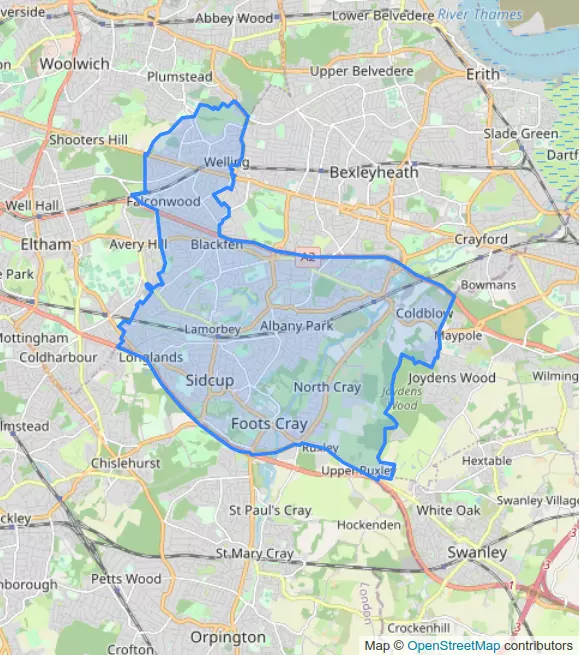 verside
Abbey Wood
Lower Belvedere
River Thames
Woolwich
Plumstead
Upper Belvedere
Erith
Shooters Hill
Slade Green
Welling
Dartf
Bexleyheath
Well Hall
Falconwood
Eltham
Avery Hill
Blackfen
Crayford
A2
e Park
Bowmans
Coldblow
Lamorbey
Albany Park
Mottingham
Maypole
Coldharbour
Longlands
Sidcup
North Cray
Joydens Wood
Wilming
Joydens
Wood
Foots Cray
lmstead
Ruxley
Chislehurst
Upper Ruxley
Hextable
Swanley Village
St Paul's Cray
White Oak
ckley
Hockenden
3
St Mary Cray
Swanley
Petts Wood
nborough
London
1
3
3
Crockenhill
Orpington
Crofton
Map © OpenStreetMap contributors